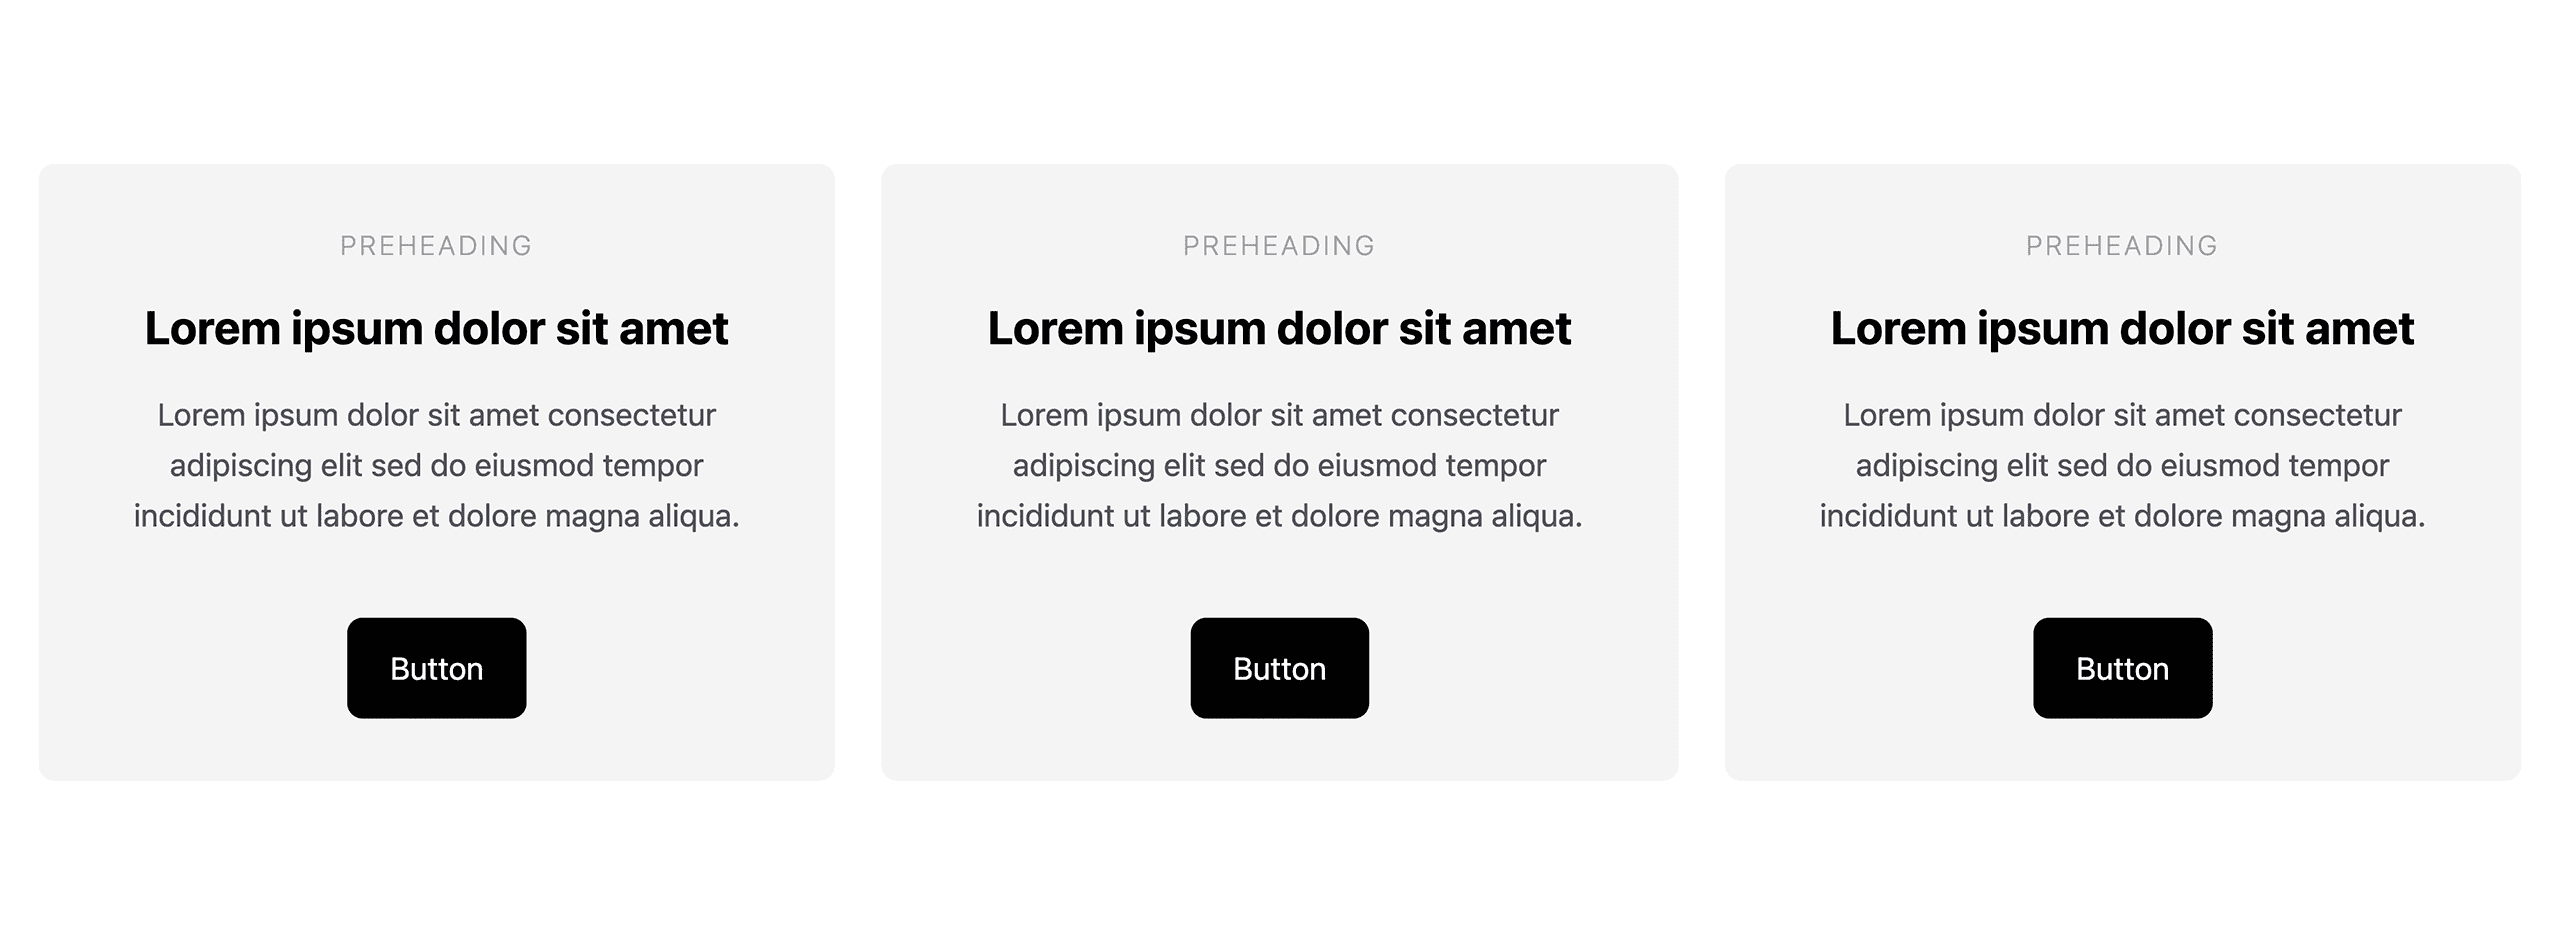 PREHEADING
Lorem ipsum dolor sit amet
Lorem ipsum dolor sit amet consectetur
adipiscing elit sed do eiusmod tempor
incididunt ut labore et dolore magna aliqua.
Button
PREHEADING
Lorem ipsum dolor sit amet
Lorem ipsum dolor sit amet consectetur
adipiscing elit sed do eiusmod tempor
incididunt ut labore et dolore magna aliqua.
Button
PREHEADING
Lorem ipsum dolor sit amet
Lorem ipsum dolor sit amet consectetur
adipiscing elit sed do eiusmod tempor
incididunt ut labore et dolore magna aliqua.
Button